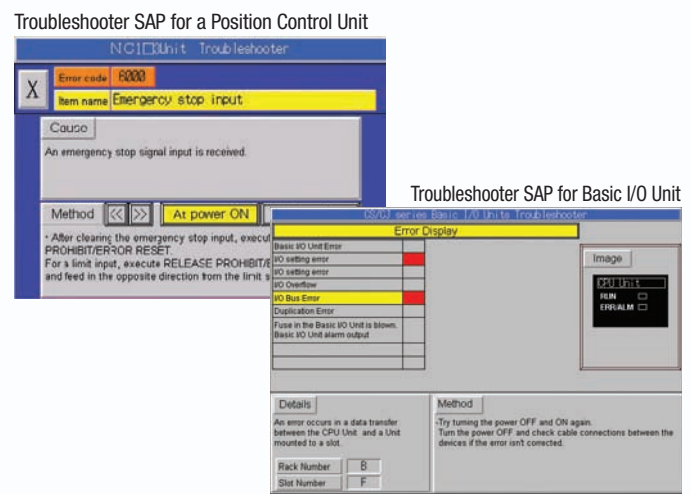 Troubleshooter SAP for a Position Control Unit
NC1□3Unit Troubleshooter
X
Error code 6000
Item name Emergency stop input
Cause
An emergency stop signal input is received.
Method << >> At power ON
• After clearing the emergency stop input, execut
PROHIBIT/ERROR RESET.
For a limit input, execute RELEASE PROHIBIT/E
and feed in the opposite direction from the limit s
Troubleshooter SAP for Basic I/O Unit
CS/CJ series Basic I/O Units Troubleshooter
Error Display
Basic I/O Unit Error
I/O setting error
I/O setting error
I/O Overflow
I/O Bus Error
Duplication Error
Fuse in the Basic I/O Unit is blown.
Basic I/O Unit alarm output
Image
CPU Unit
RUN
ERR/ALM
Details
An error occurs in a data transfer
between the CPU Unit and a Unit
mounted to a slot.
Rack Number B
Slot Number F
Method
-Try turning the power OFF and ON again.
Turn the power OFF and check cable connections between the
devices if the error isn't corrected.